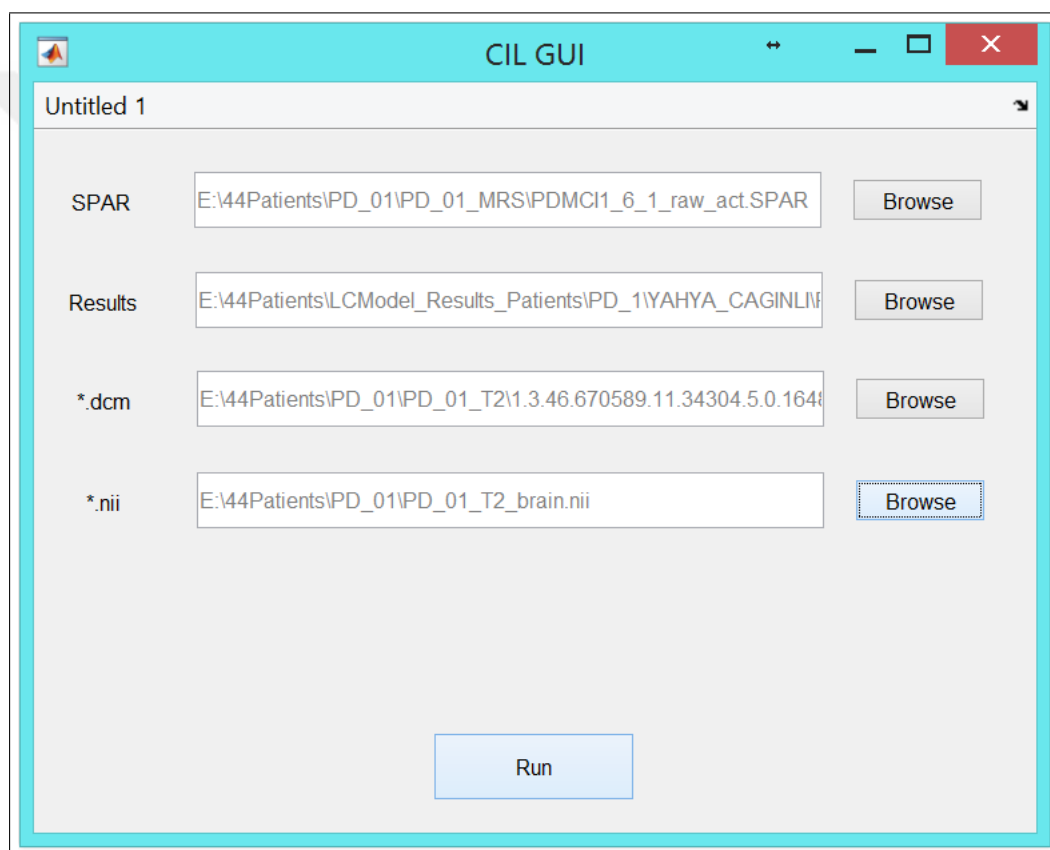 CIL GUI
Untitled 1
SPAR E:\44Patients\PD_01\PD_01_MRS\PDMCI1_6_1_raw_act.SPAR Browse
Results E:\44Patients\LCModel_Results_Patients\PD_1\YAHYA_CAGINLI\ Browse
*.dcm E:\44Patients\PD_01\PD_01_T2\1.3.46.670589.11.34304.5.0.164 Browse
*.nii E:\44Patients\PD_01\PD_01_T2_brain.nii Browse
Run